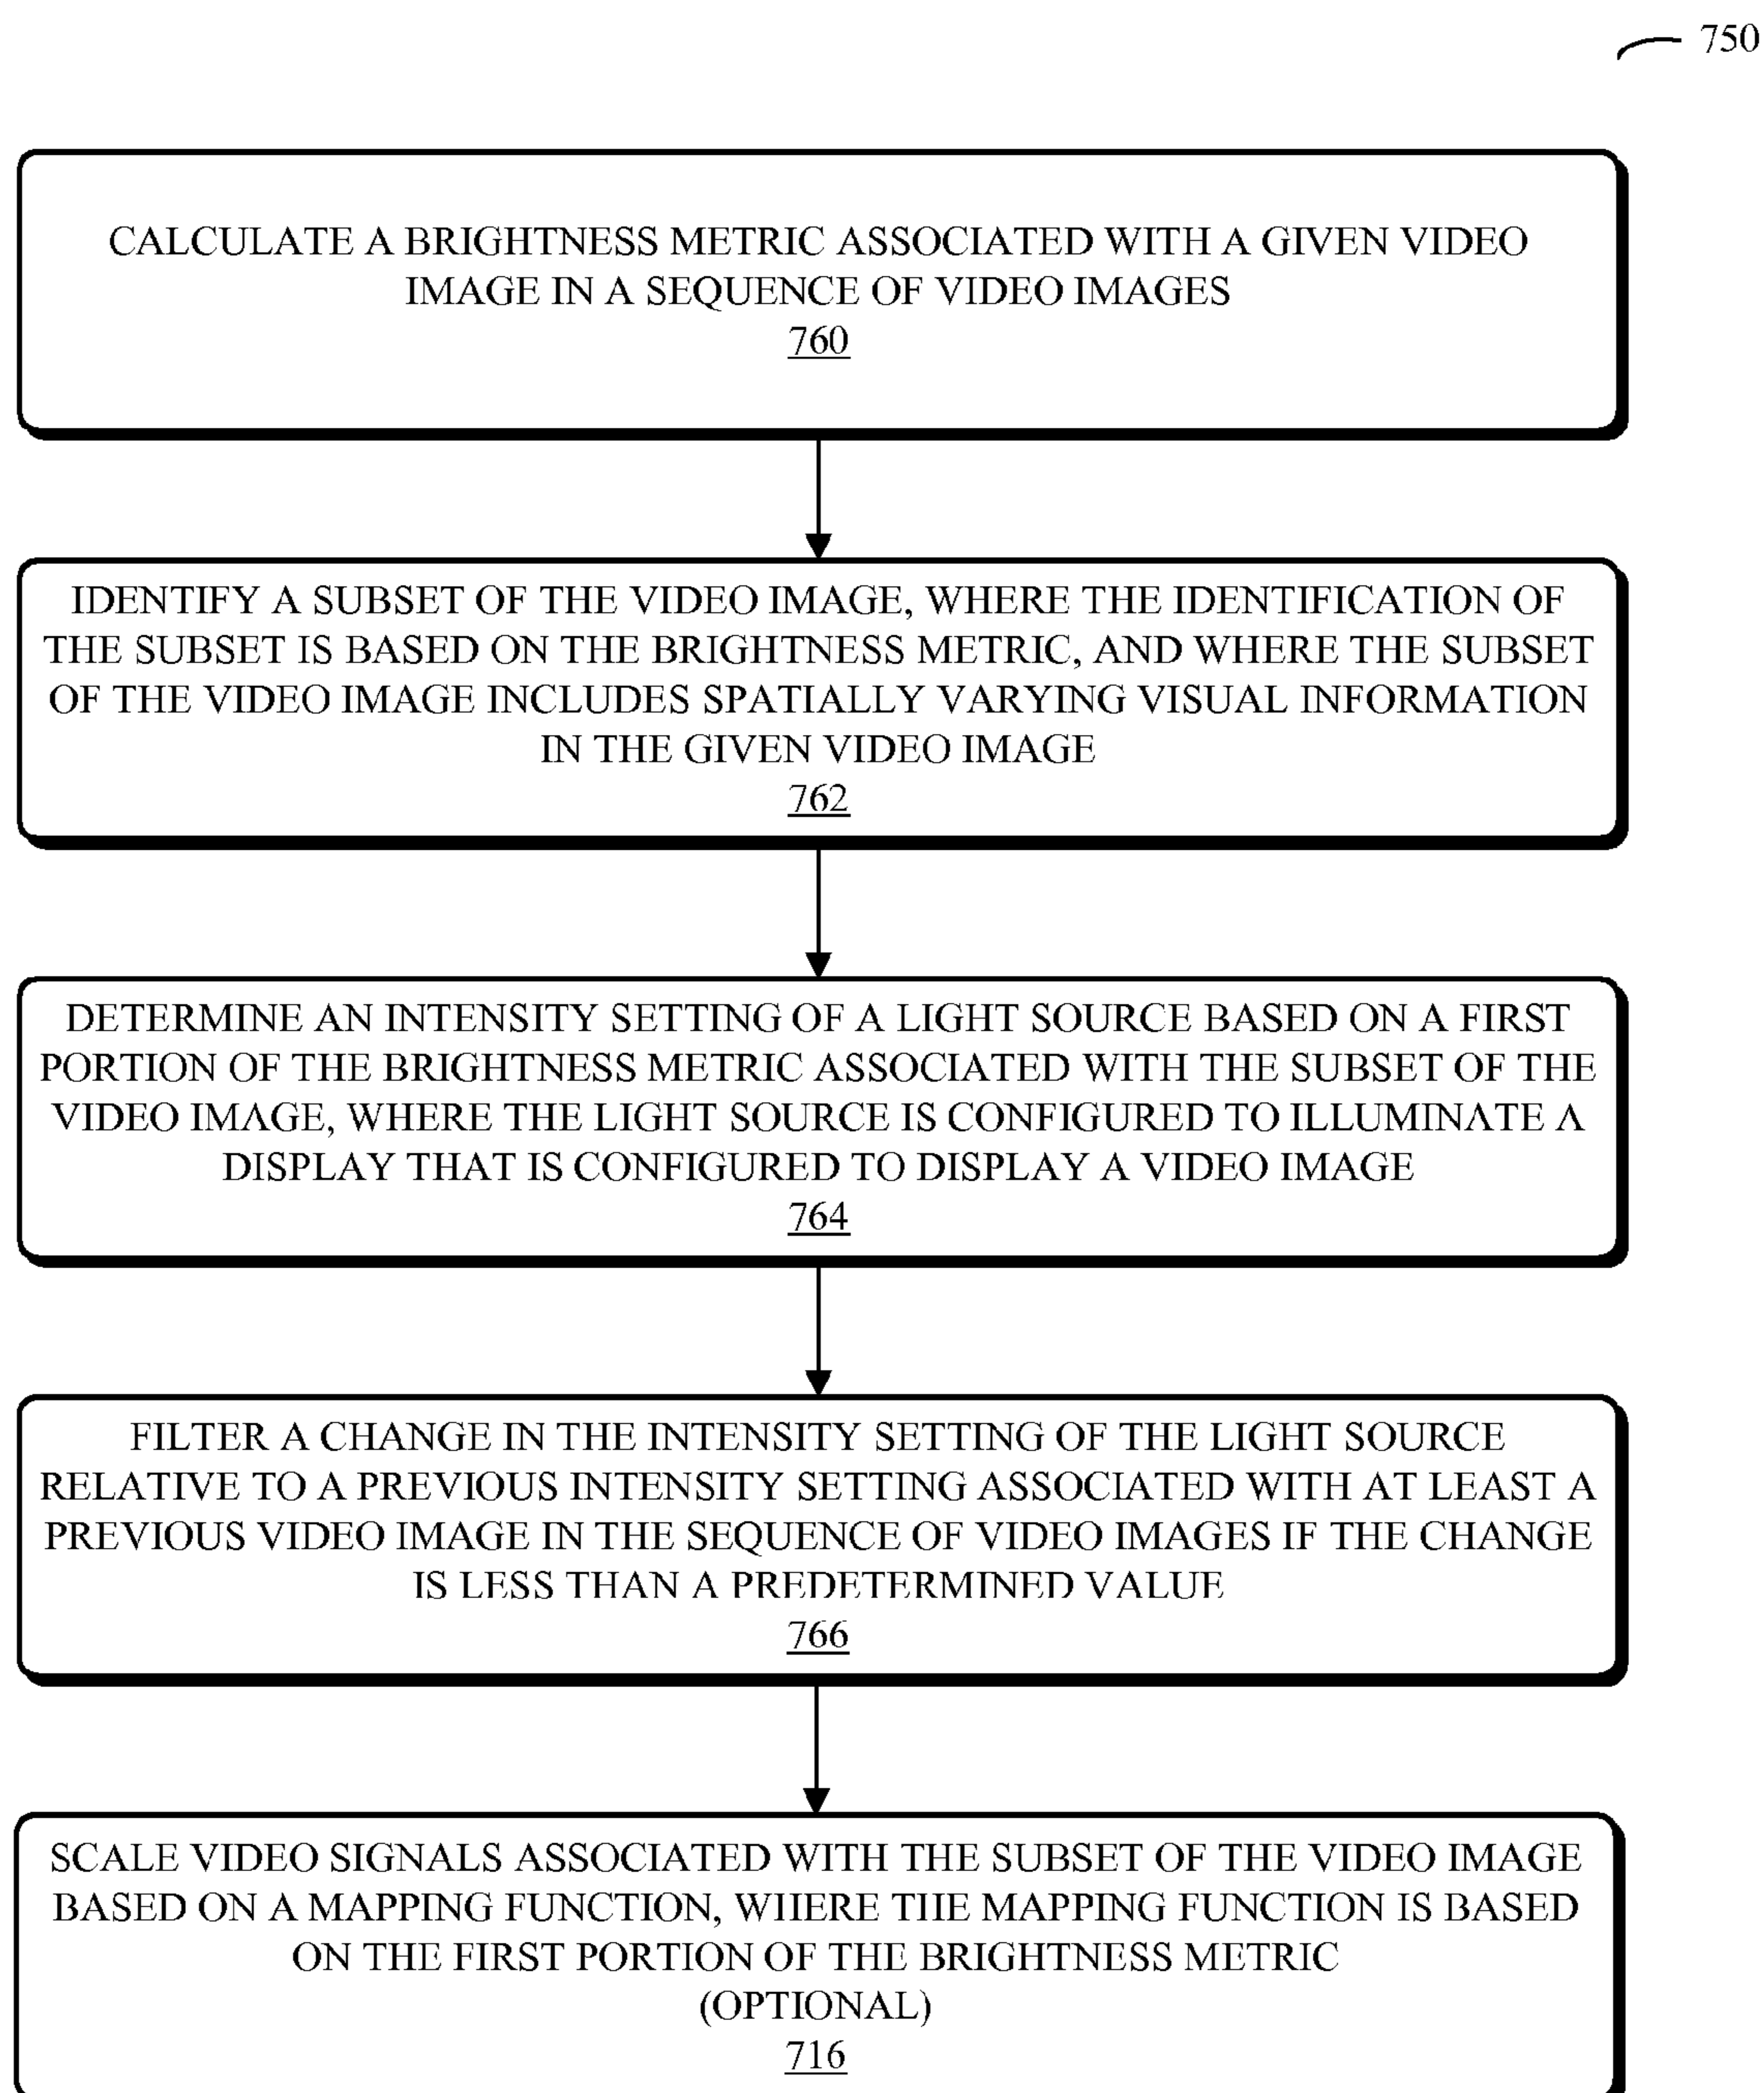 750
CALCULATE A BRIGHTNESS METRIC ASSOCIATED WITH A GIVEN VIDEO
IMAGE IN A SEQUENCE OF VIDEO IMAGES
760
IDENTIFY A SUBSET OF THE VIDEO IMAGE, WHERE THE IDENTIFICATION OF
THE SUBSET IS BASED ON THE BRIGHTNESS METRIC, AND WHERE THE SUBSET
OF THE VIDEO IMAGE INCLUDES SPATIALLY VARYING VISUAL INFORMATION
IN THE GIVEN VIDEO IMAGE
762
DETERMINE AN INTENSITY SETTING OF A LIGHT SOURCE BASED ON A FIRST
PORTION OF THE BRIGHTNESS METRIC ASSOCIATED WITH THE SUBSET OF THE
VIDEO IMAGE, WHERE THE LIGHT SOURCE IS CONFIGURED TO ILLUMINATE A
DISPLAY THAT IS CONFIGURED TO DISPLAY A VIDEO IMAGE
764
FILTER A CHANGE IN THE INTENSITY SETTING OF THE LIGHT SOURCE
RELATIVE TO A PREVIOUS INTENSITY SETTING ASSOCIATED WITH AT LEAST A
PREVIOUS VIDEO IMAGE IN THE SEQUENCE OF VIDEO IMAGES IF THE CHANGE
IS LESS THAN A PREDETERMINED VALUE
766
SCALE VIDEO SIGNALS ASSOCIATED WITH THE SUBSET OF THE VIDEO IMAGE
BASED ON A MAPPING FUNCTION, WHERE THE MAPPING FUNCTION IS BASED
ON THE FIRST PORTION OF THE BRIGHTNESS METRIC
(OPTIONAL)
716